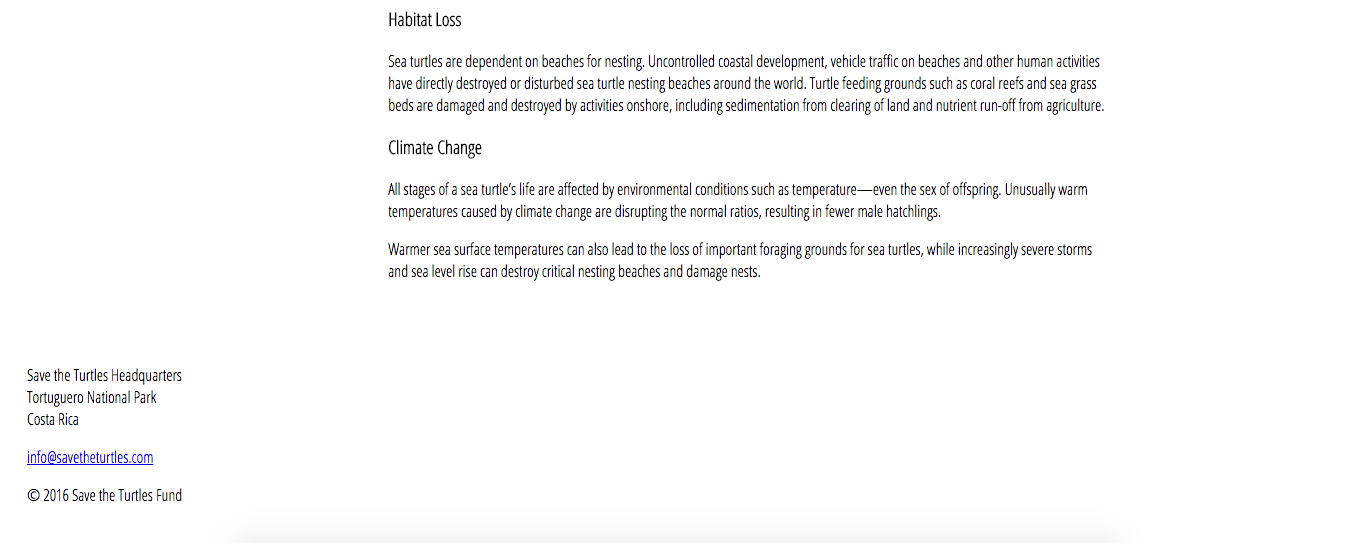 Habitat Loss
Sea turtles are dependent on beaches for nesting. Uncontrolled coastal development, vehicle traffic on beaches and other human activities
have directly destroyed or disturbed sea turtle nesting beaches around the world. Turtle feeding grounds such as coral reefs and sea grass
beds are damaged and destroyed by activities onshore, including sedimentation from clearing of land and nutrient run-off from agriculture.
Climate Change
All stages of a sea turtle’s life are affected by environmental conditions such as temperature—even the sex of offspring. Unusually warm
temperatures caused by climate change are disrupting the normal ratios, resulting in fewer male hatchlings.
Warmer sea surface temperatures can also lead to the loss of important foraging grounds for sea turtles, while increasingly severe storms
and sea level rise can destroy critical nesting beaches and damage nests.
Save the Turtles Headquarters
Tortuguero National Park
Costa Rica
info@savetheturtles.com
© 2016 Save the Turtles Fund